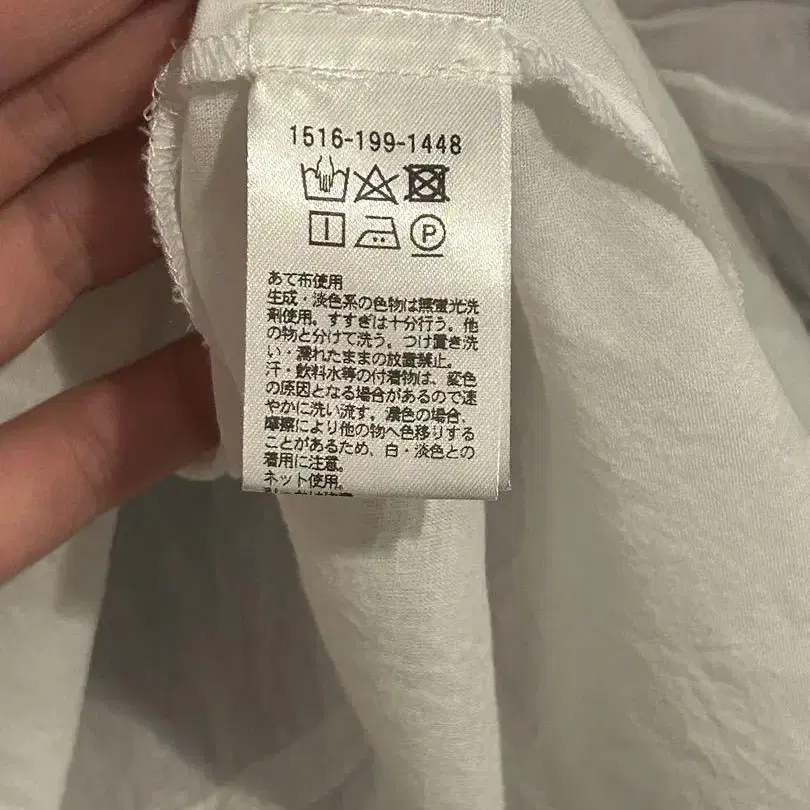 1516-199-1448
P
あて布使用
生成・淡色系の色物は無蛍光洗
剤使用。すすぎは十分行う。他
の物と分けて洗う。つけ置き洗
い・濡れたままの放置禁止。
汗・飲料水等の付着物は、変色
の原因となる場合があるので速
やかに洗い流す。濃色の場合、
摩擦により他の物へ色移りする
ことがあるため、白・淡色との
着用に注意。
ネット使用。